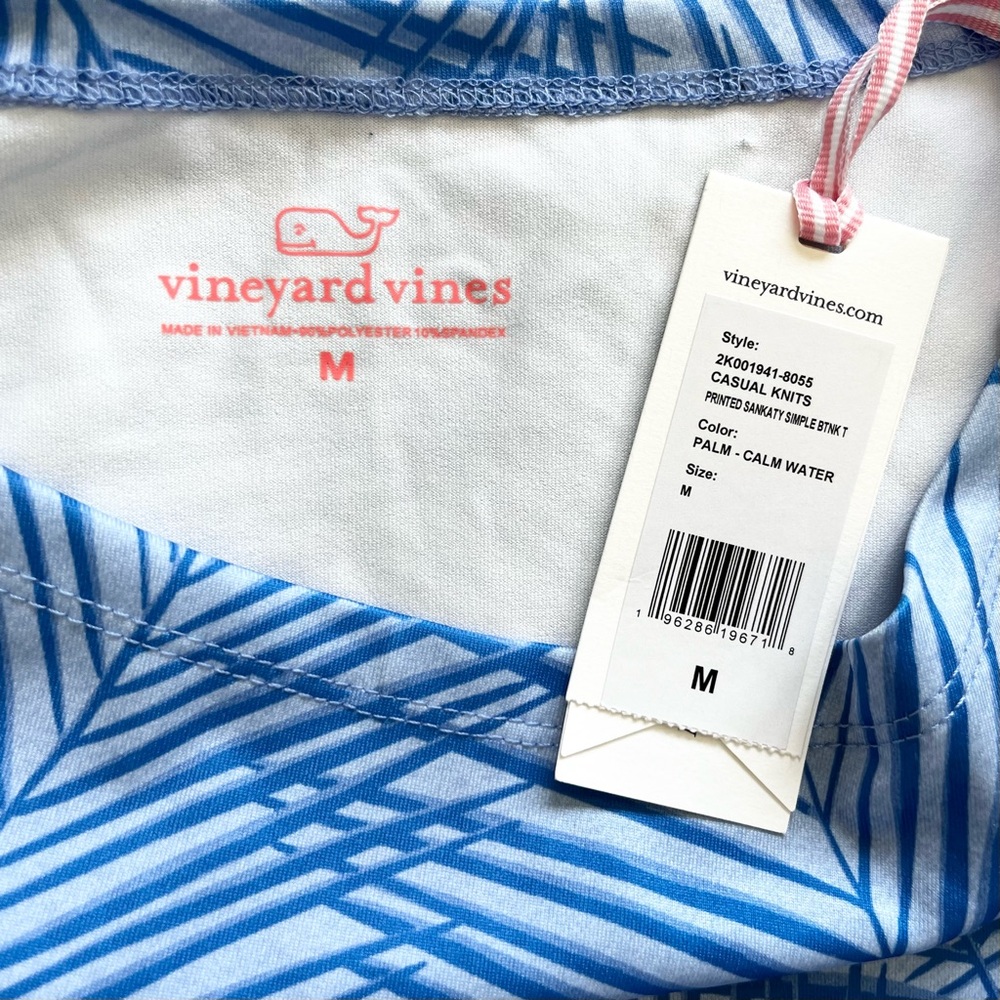 vineyard vines
MADE IN VIETNAM-90%POLYESTER 10%SPANDEX
M
vineyardvines.com
Style:
2K001941-8055
CASUAL KNITS
PRINTED SANKATY SIMPLE BTNK T
Color:
PALM - CALM WATER
Size:
M
1 96286 19671 8
M